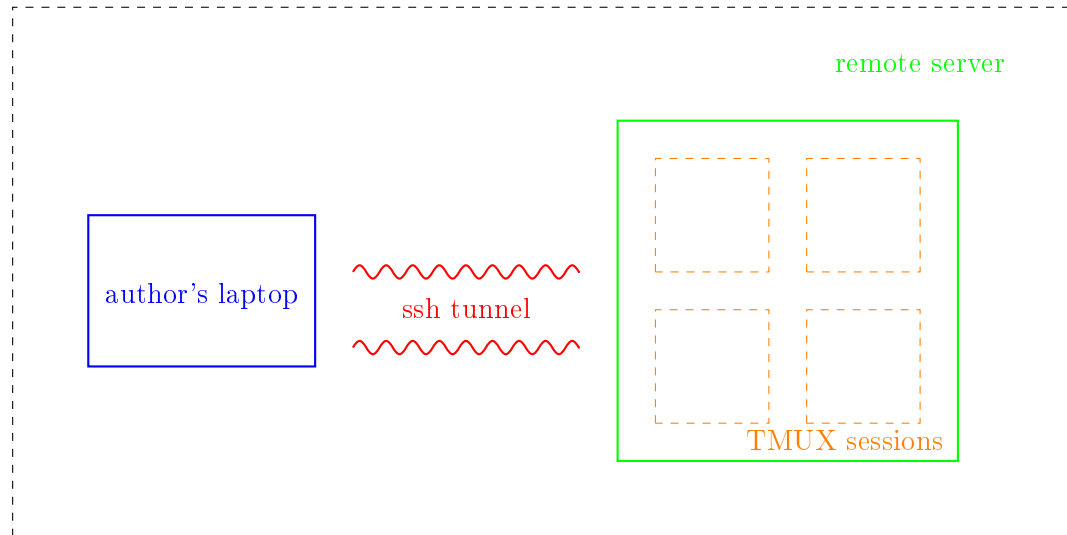 remote server
author's laptop
ssh tunnel
TMUX sessions